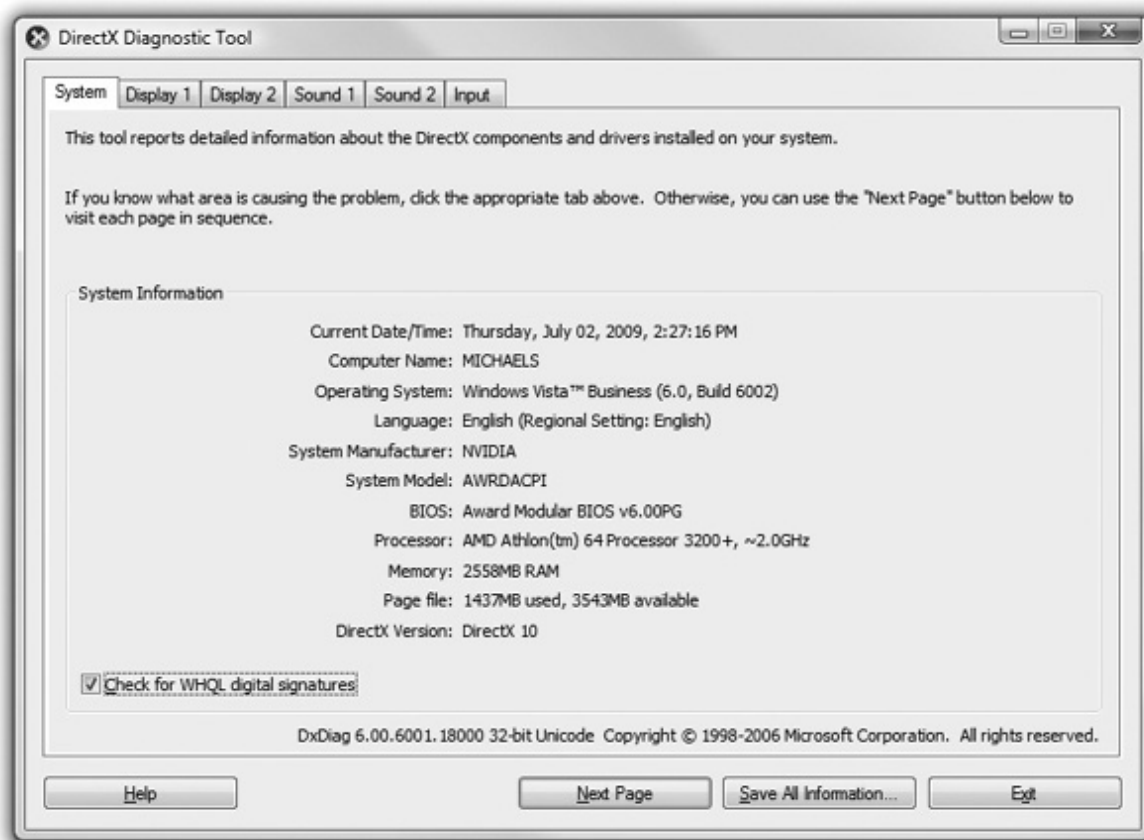 DirectX Diagnostic Tool
System Display 1 Display 2 Sound 1 Sound 2 Input
This tool reports detailed information about the DirectX components and drivers installed on your system.
If you know what area is causing the problem, click the appropriate tab above.  Otherwise, you can use the "Next Page" button below to
visit each page in sequence.
System Information
Current Date/Time: Thursday, July 02, 2009, 2:27:16 PM
Computer Name: MICHAELS
Operating System: Windows Vista™ Business (6.0, Build 6002)
Language: English (Regional Setting: English)
System Manufacturer: NVIDIA
System Model: AWRDACPI
BIOS: Award Modular BIOS v6.00PG
Processor: AMD Athlon(tm) 64 Processor 3200+, ~2.0GHz
Memory: 2558MB RAM
Page file: 1437MB used, 3543MB available
DirectX Version: DirectX 10
Check for WHQL digital signatures
DxDiag 6.00.6001.18000 32-bit Unicode  Copyright © 1998-2006 Microsoft Corporation.  All rights reserved.
Help Next Page Save All Information... Exit